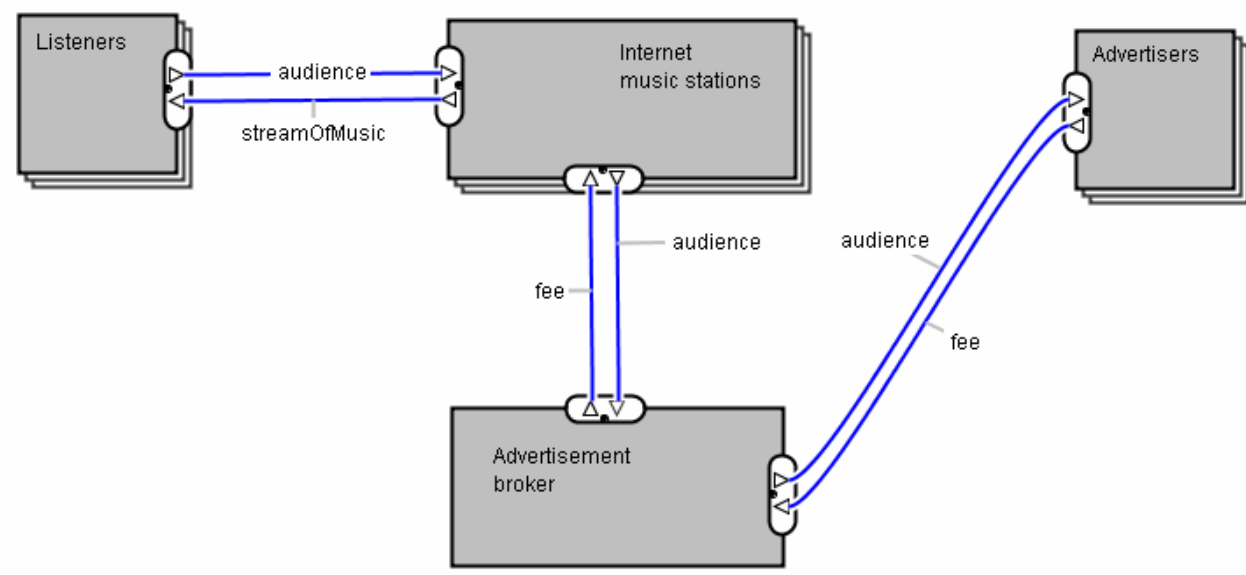 Listeners
Internet
music stations
Advertisers
audience
streamOfMusic
audience
audience
fee
fee
Advertisement
broker